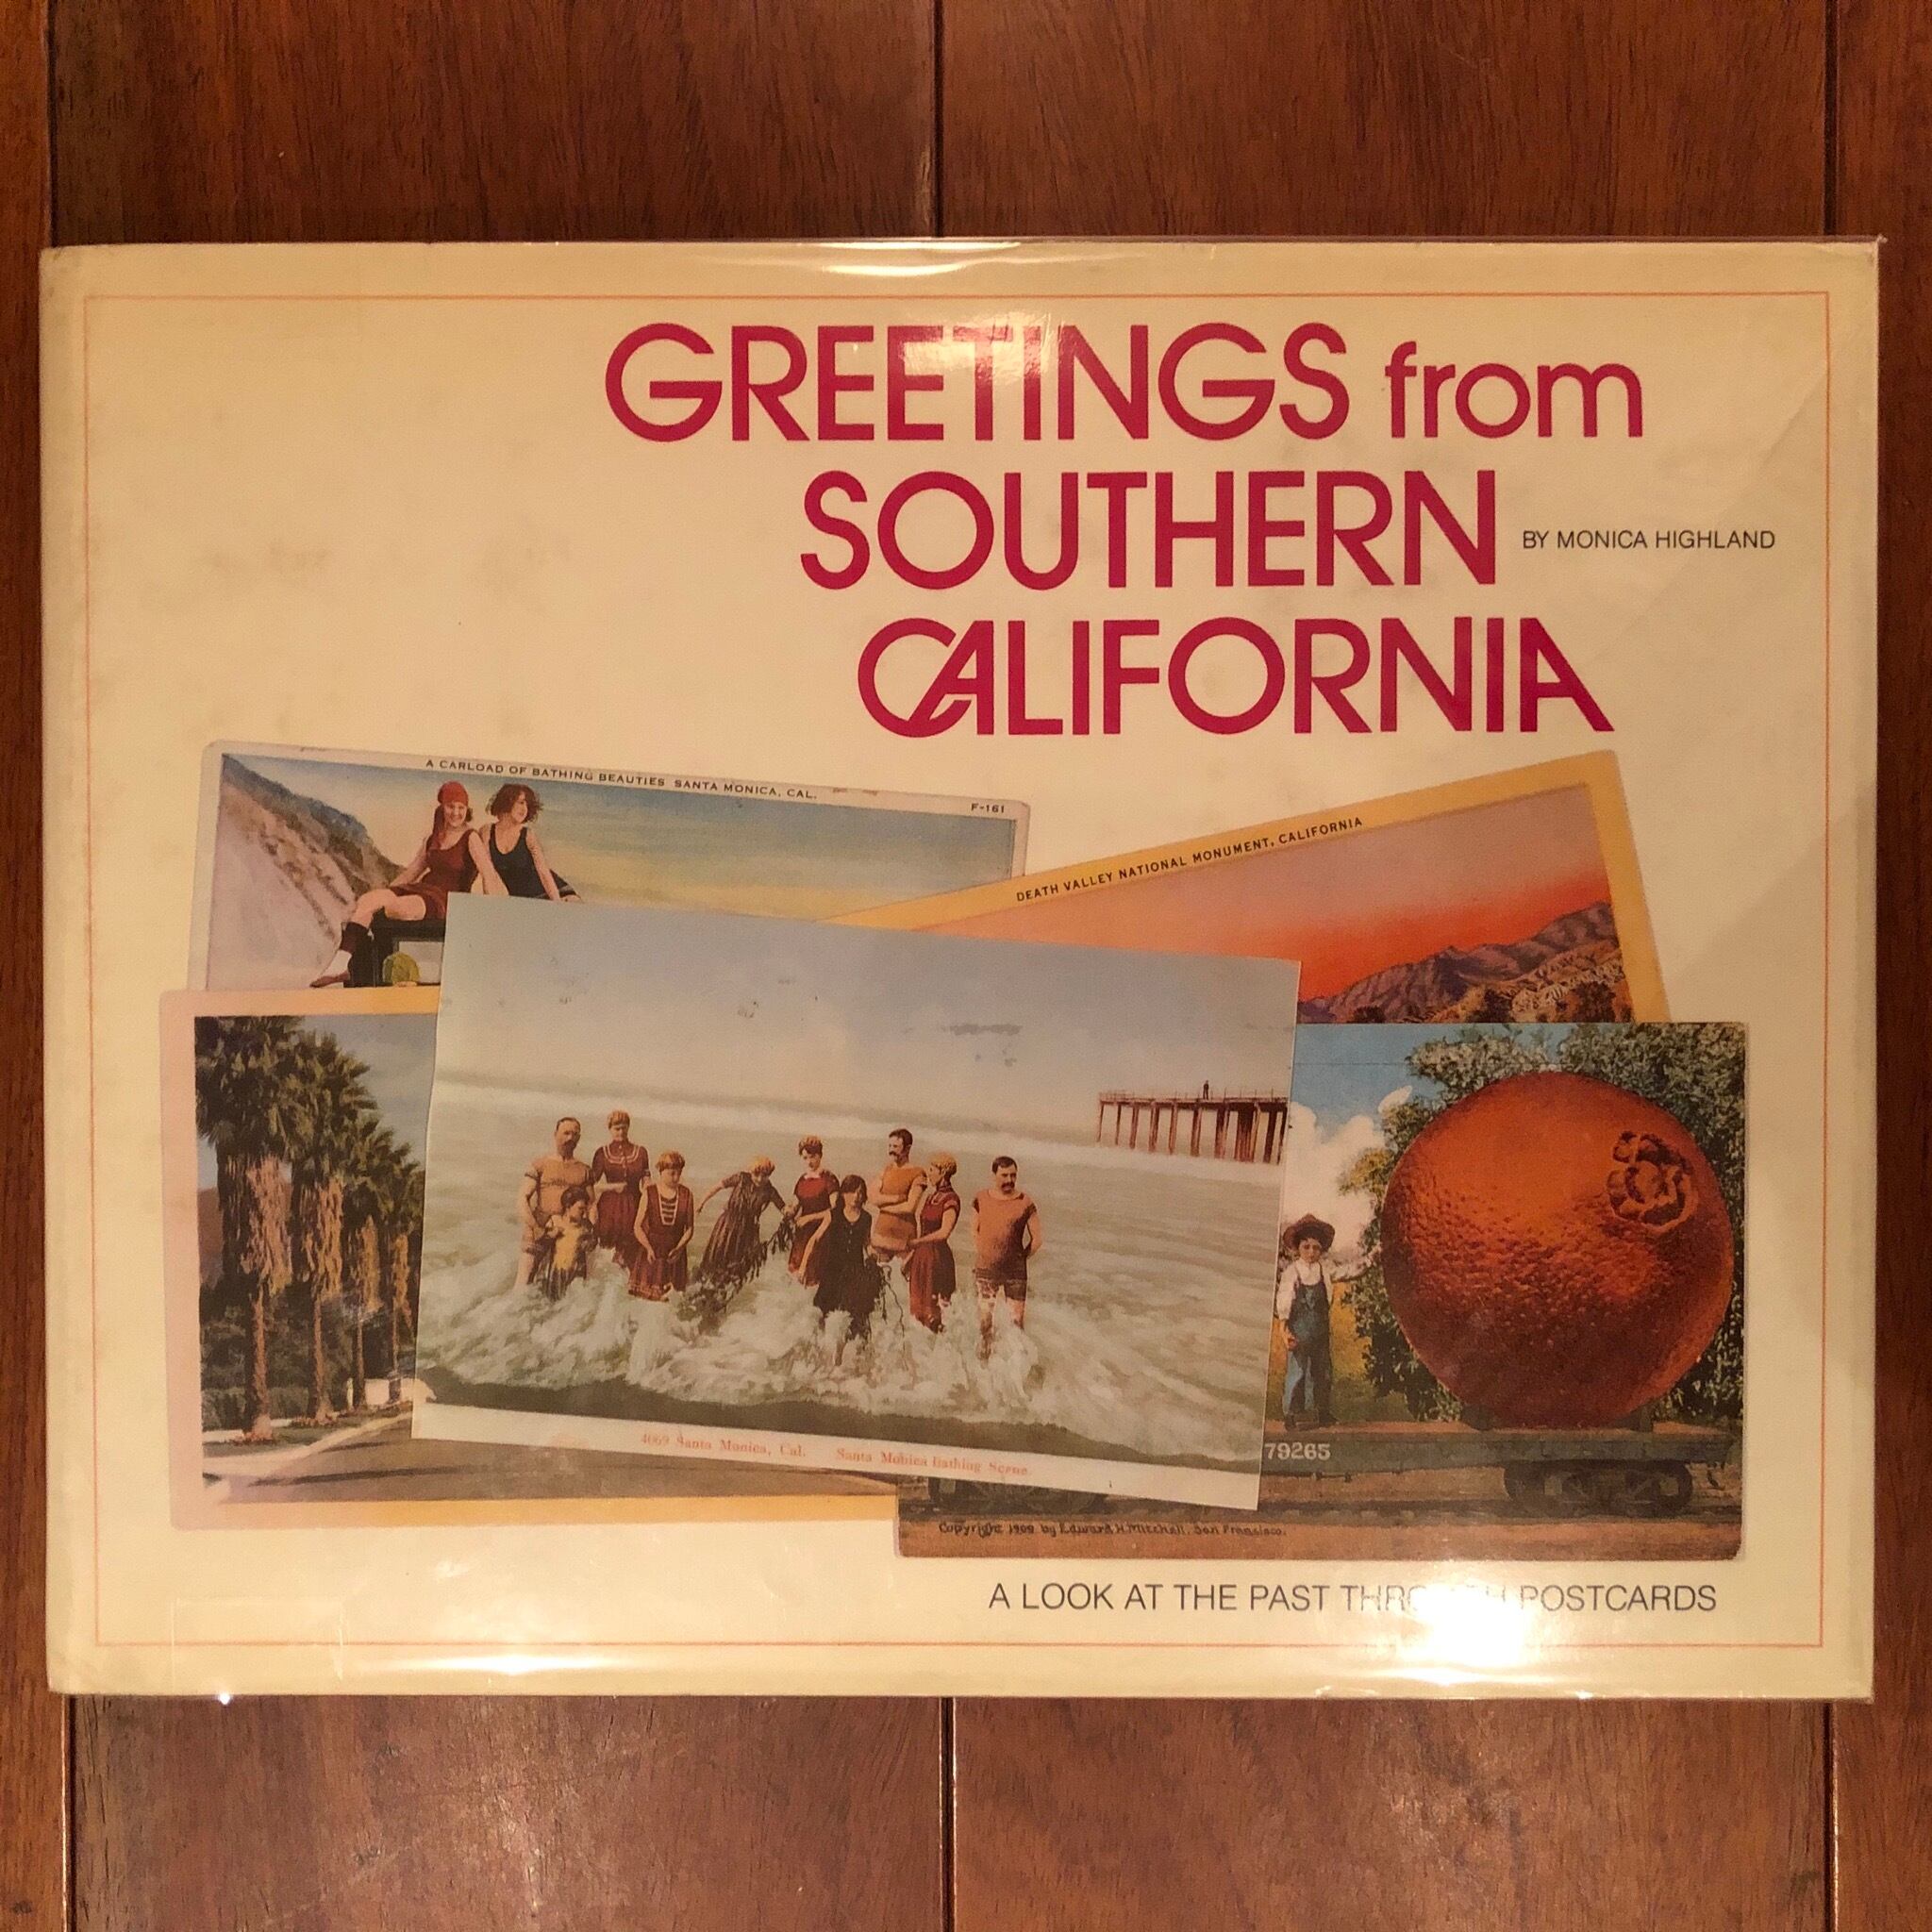 GREETINGS from
SOUTHERN
BY MONICA HIGHLAND
CALIFORNIA
A CARLOAD OF BATHING BEAUTIES SANTA MONICA, CAL.
F-161
DEATH VALLEY NATIONAL MONUMENT, CALIFORNIA
4069 Santa Monica, Cal. Santa Monica Bathing Scene.
79265
Copyright 1909 by Edward H. Mitchell, San Francisco.
A LOOK AT THE PAST THROUGH POSTCARDS